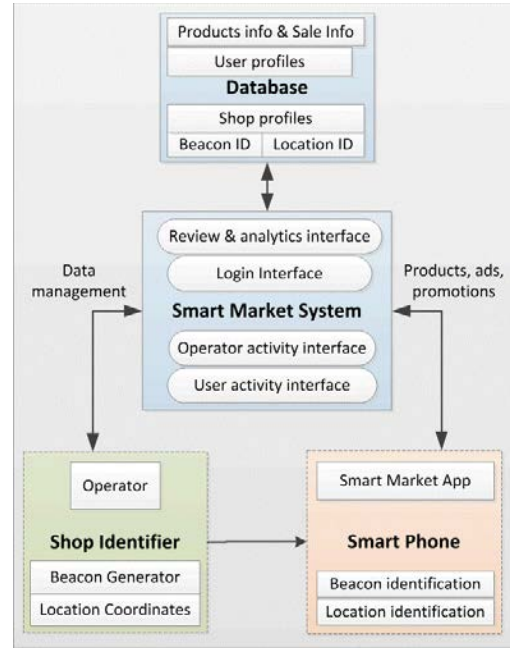 Products info & Sale Info
User profiles
Database
Shop profiles
Beacon ID
Location ID
Review & analytics interface
Login Interface
Smart Market System
Operator activity interface
User activity interface
Data
management
Products, ads,
promotions
Operator
Shop Identifier
Beacon Generator
Location Coordinates
Smart Market App
Smart Phone
Beacon identification
Location identification